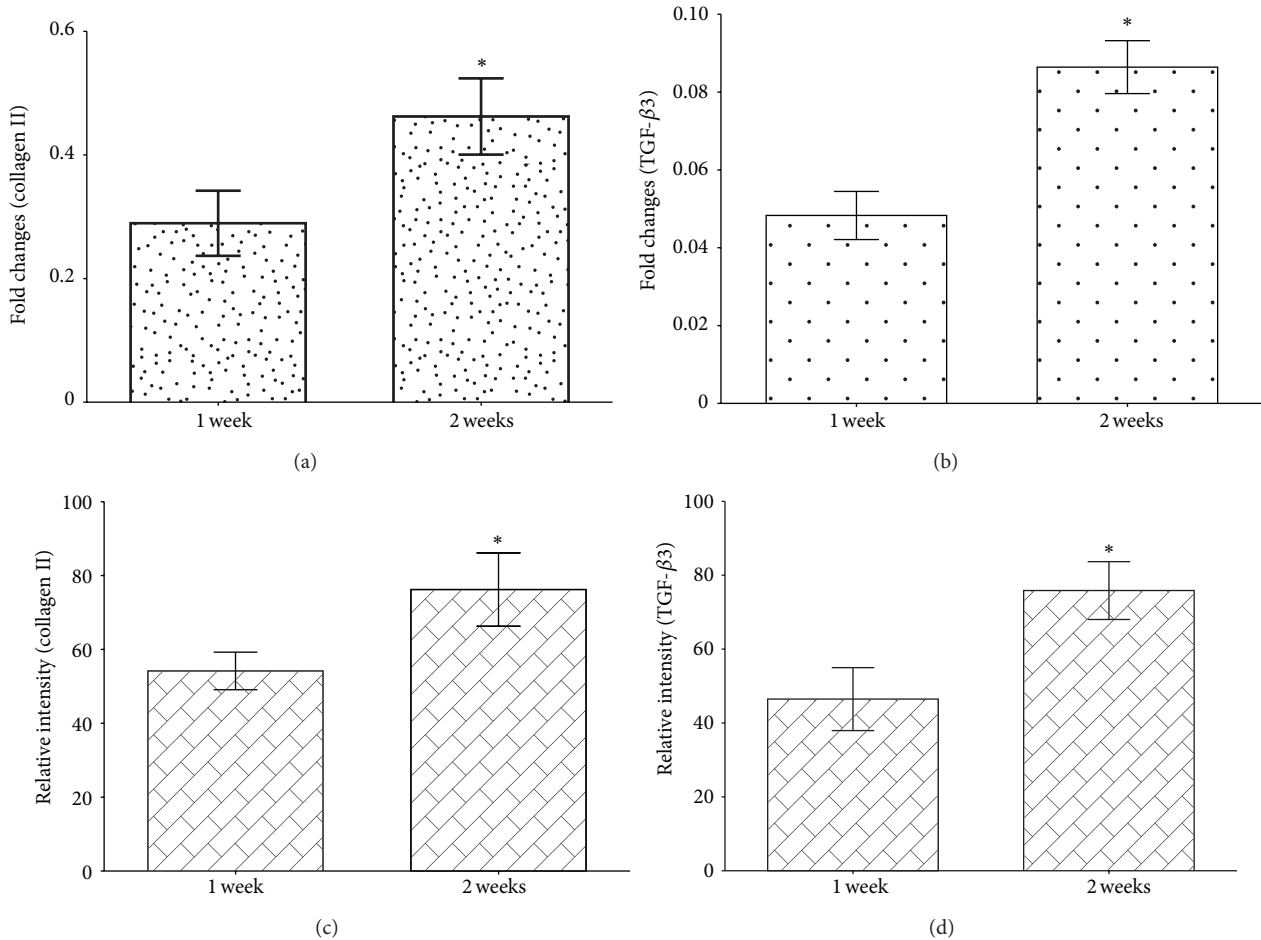 Fold changes (collagen II)
0.6
0.4
0.2
0
*
1 week
2 weeks
(a)
Fold changes (TGF-β3)
0.10
0.08
0.06
0.04
0.02
0
*
1 week
2 weeks
(b)
Relative intensity (collagen II)
100
80
60
40
20
0
*
1 week
2 weeks
(c)
Relative intensity (TGF-β3)
100
80
60
40
20
0
*
1 week
2 weeks
(d)